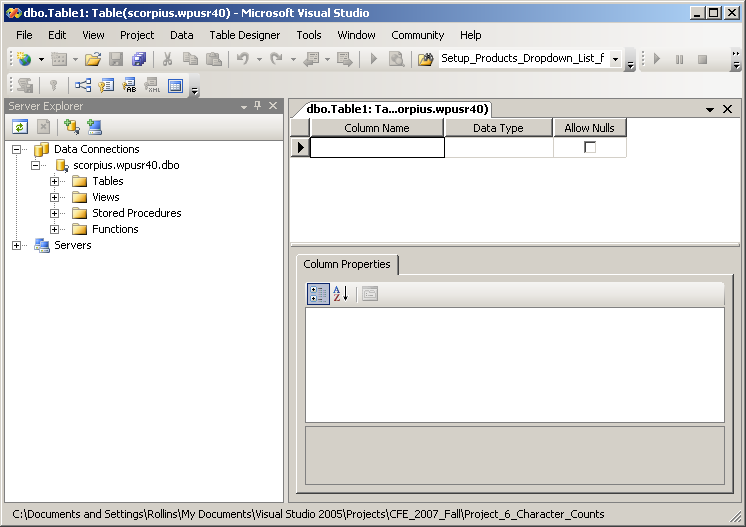 dbo.Table1: Table(scorpius.wpusr40) - Microsoft Visual Studio
File Edit View Project Data Table Designer Tools Window Community Help
Setup_Products_Dropdown_List_f
Server Explorer
Data Connections
scorpius.wpusr40.dbo
Tables
Views
Stored Procedures
Functions
Servers
dbo.Table1: Ta...orpius.wpusr40)
Column Name Data Type Allow Nulls
Column Properties
C:\Documents and Settings\Rollins\My Documents\Visual Studio 2005\Projects\CFE_2007_Fall\Project_6_Character_Counts